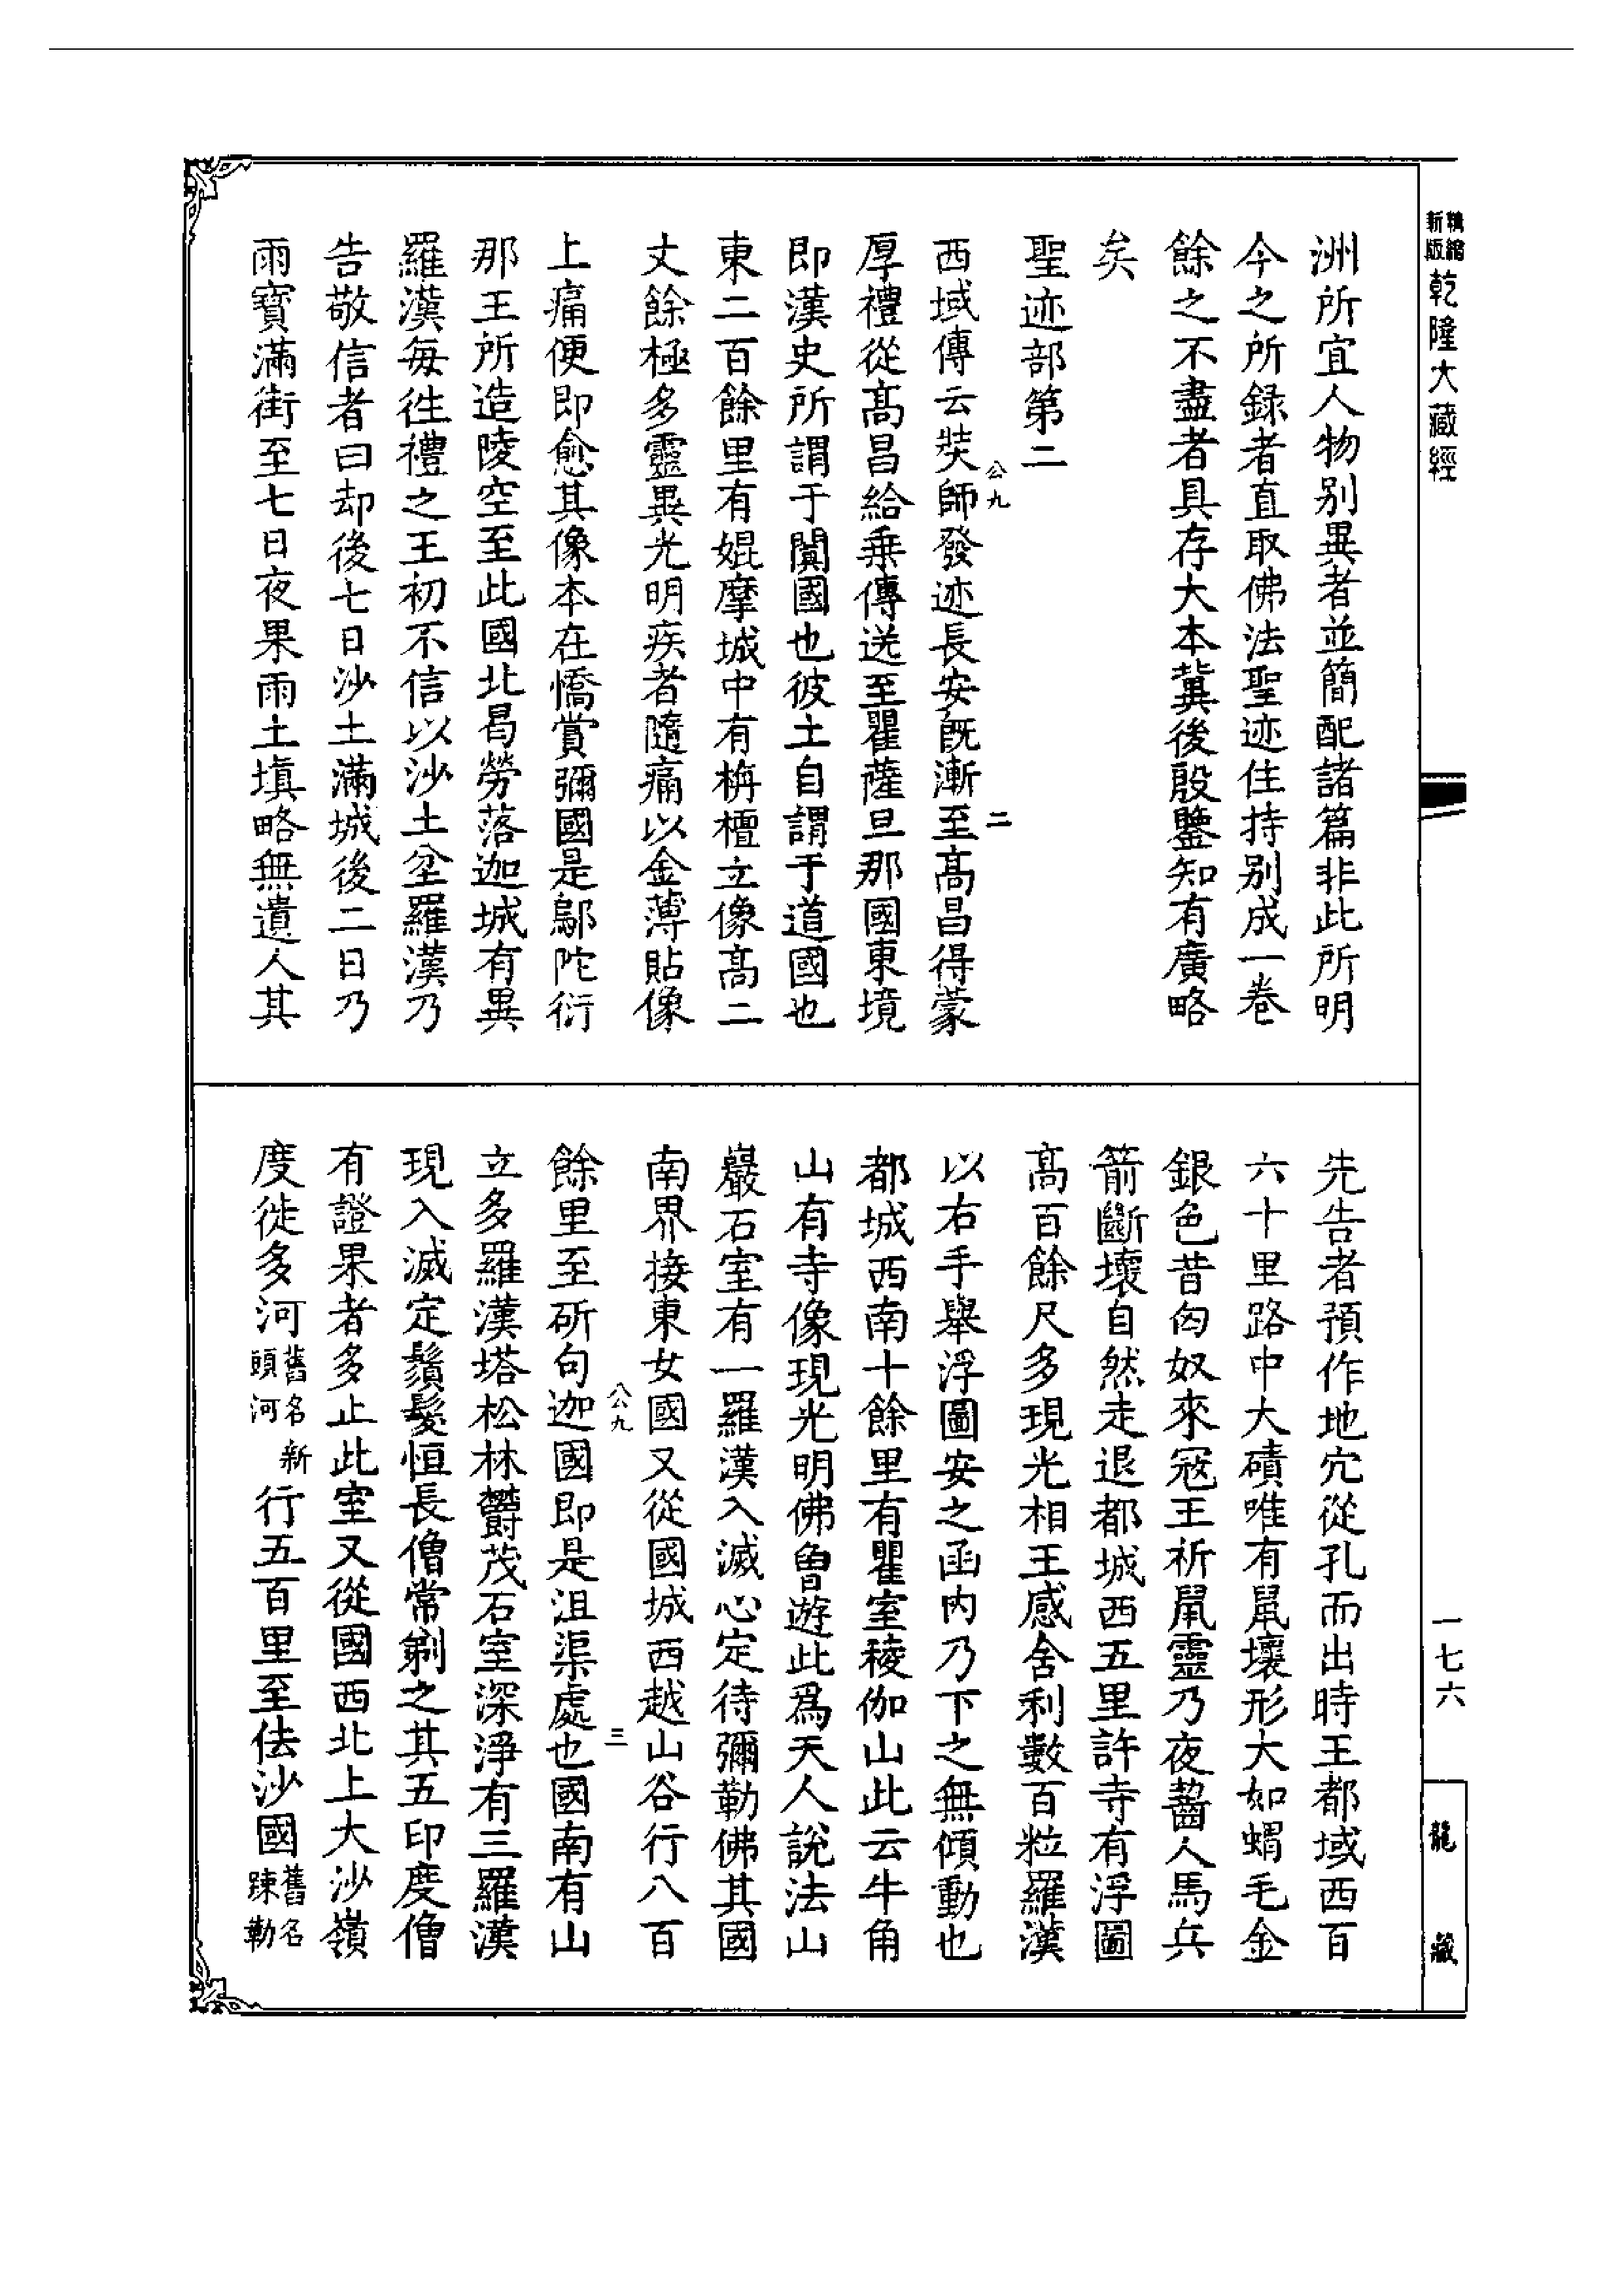 精縮新版乾隆大藏經
洲所宜人物別異者並簡配諸篇非此所明
今之所錄者直取佛法聖迹住持別成一卷
餘之不盡者具存大本冀後殷鑒知有廣略
矣
聖迹部第二
公九
二
西域傳云奘師發迹長安既漸至高昌得蒙
厚禮從高昌給乘傳送至瞿薩旦那國東境
即漢史所謂于闐國也彼土自謂于遁國也
東二百餘里有媲摩城中有栴檀立像高二
丈餘極多靈異光明疾者隨痛以金薄貼像
上痛便即愈其像本在憍賞彌國是鄔陀衍
那王所造陵空至此國北曷勞落迦城有異
羅漢每往禮之王初不信以沙土坌羅漢乃
告敬信者曰却後七日沙土滿城後二日乃
雨寶滿街至七日夜果雨土填略無遺人其
先告者預作地穴從孔而出時王都域西百
六十里路中大磧唯有鼠壤形大如蝟毛金
銀色昔匈奴來寇王祈鼠靈乃夜齧人馬兵
箭斷壞自然走退都城西五里許寺有浮圖
高百餘尺多現光相王感舍利數百粒羅漢
以右手舉浮圖安之函內乃下之無傾動也
都城西南十餘里有瞿室稜伽山此云牛角
山有寺像現光明佛曾遊此為天人說法山
巖石室有一羅漢入滅心定待彌勒佛其國
南界接東女國又從國城西越山谷行八百
公九
三
餘里至斫句迦國即是沮渠處也國南有山
立多羅漢塔松林欝茂石室深淨有三羅漢
現入滅定鬚髮恒長僧常剃之其五印度僧
有證果者多止此室又從國西北上大沙嶺
度徙多河舊名新頭河行五百里至佉沙國舊名踈勒
一七六
龍藏